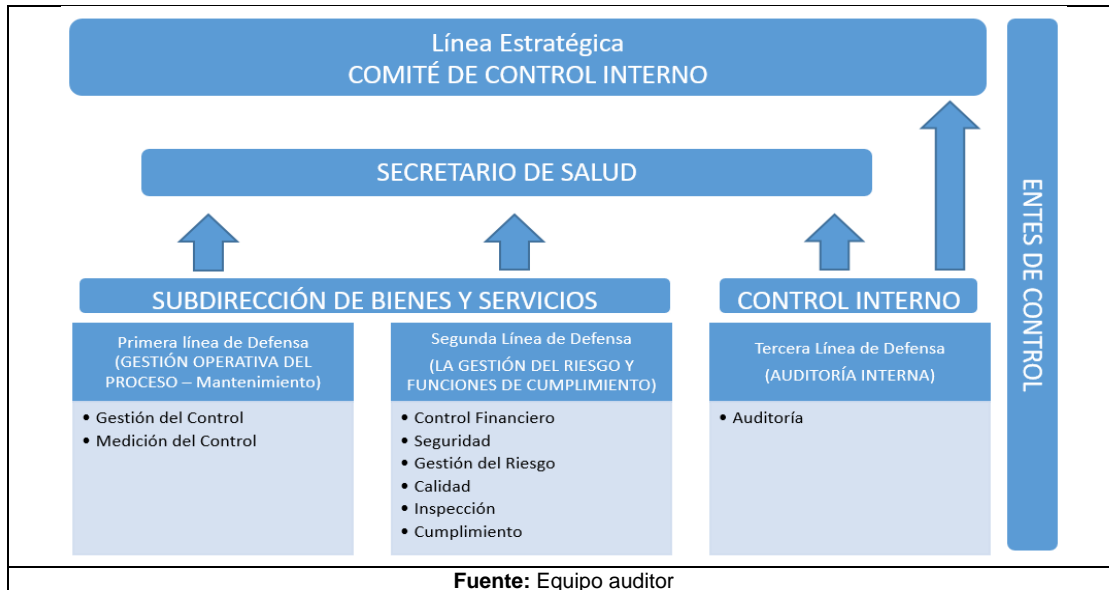 Línea Estratégica
COMITÉ DE CONTROL INTERNO
SECRETARIO DE SALUD
ENTES DE CONTROL
SUBDIRECCIÓN DE BIENES Y SERVICIOS
CONTROL INTERNO
Primera línea de Defensa
(GESTIÓN OPERATIVA DEL
PROCESO – Mantenimiento)
• Gestión del Control
• Medición del Control
Segunda Línea de Defensa
(LA GESTIÓN DEL RIESGO Y
FUNCIONES DE CUMPLIMIENTO)
• Control Financiero
• Seguridad
• Gestión del Riesgo
• Calidad
• Inspección
• Cumplimiento
Tercera Línea de Defensa
(AUDITORÍA INTERNA)
• Auditoría
Fuente: Equipo auditor